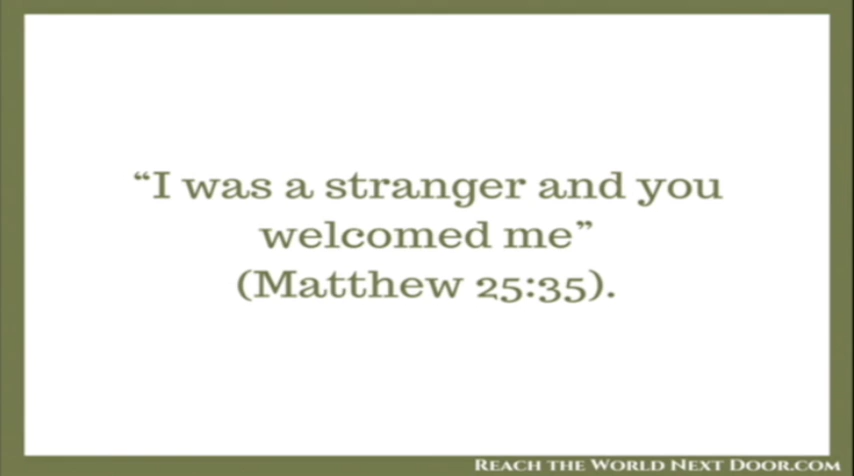 “I was a stranger and you
welcomed me”
(Matthew 25:35).
Reach the World Next Door.com